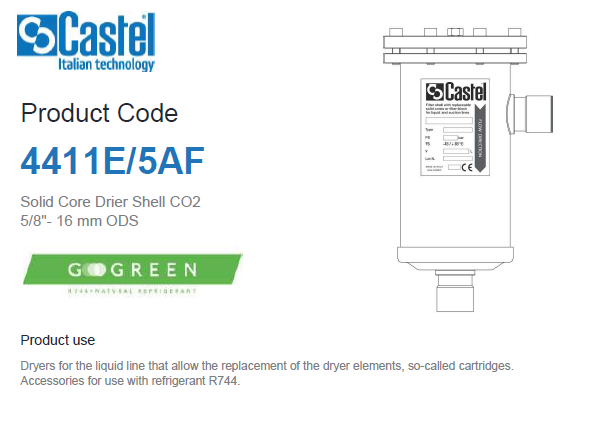 Castel
Italian technology
Product Code
4411E/5AF
Solid Core Drier Shell CO2
5/8"- 16 mm ODS
GOGREEN
R744•NATURAL REFRIGERANT
Product use
Dryers for the liquid line that allow the replacement of the dryer elements, so-called cartridges.
Accessories for use with refrigerant R744.
Castel
Filter shell with replaceable
solid cores or filter-block
for liquid and suction lines
Type
PS bar
TS
V L
Lot N.
FLOW DIRECTION